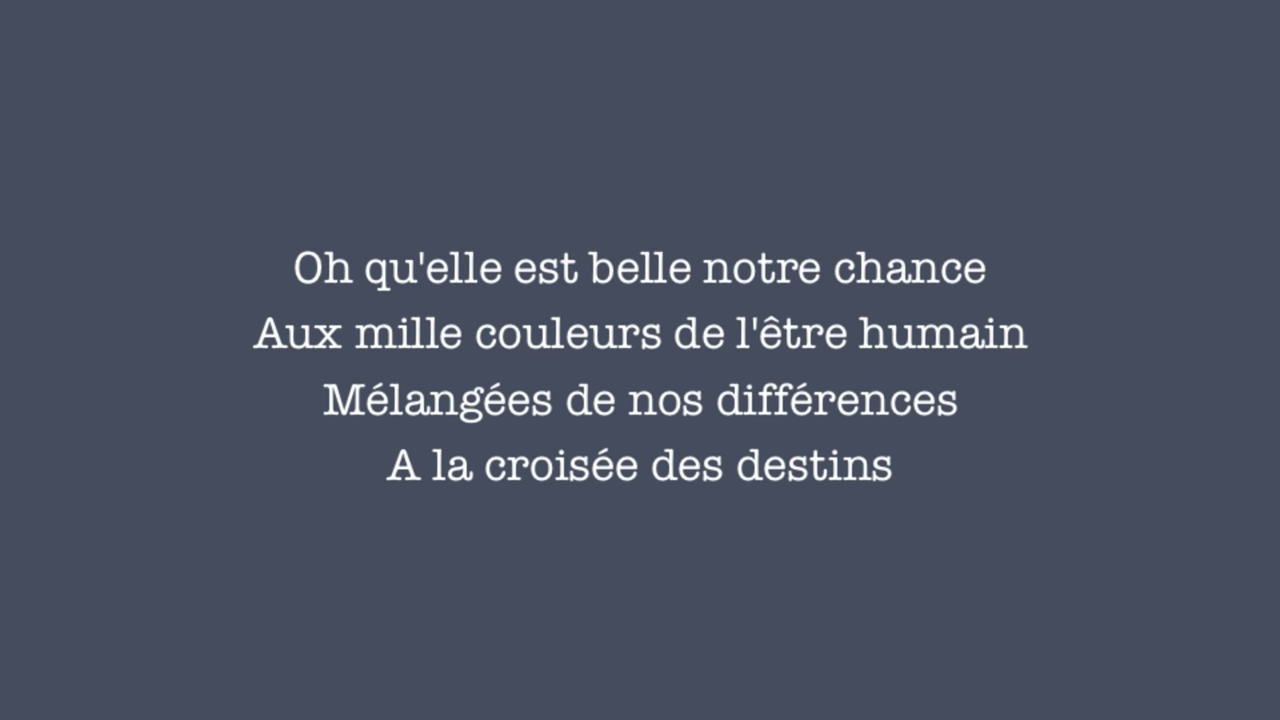 Oh qu'elle est belle notre chance
Aux mille couleurs de l'être humain
Mélangées de nos différences
A la croisée des destins